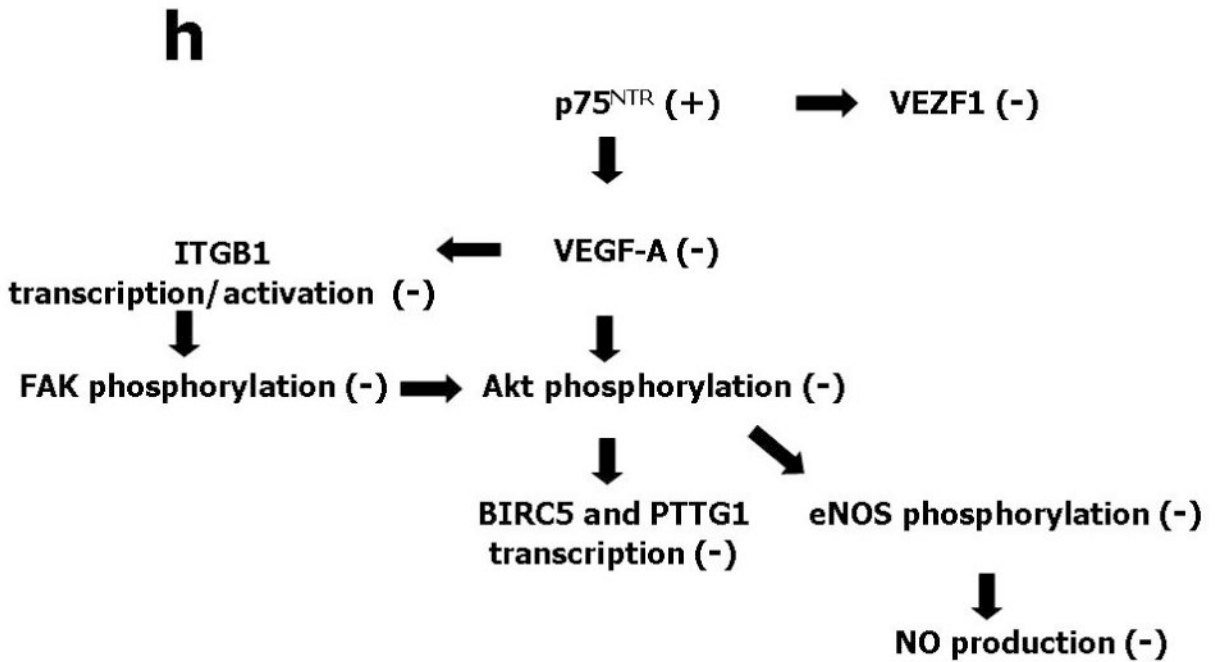 h
p75NTR (+)
VEZF1 (-)
ITGB1
transcription/activation (-)
VEGF-A (-)
FAK phosphorylation (-)
Akt phosphorylation (-)
BIRC5 and PTTG1
transcription (-)
eNOS phosphorylation (-)
NO production (-)